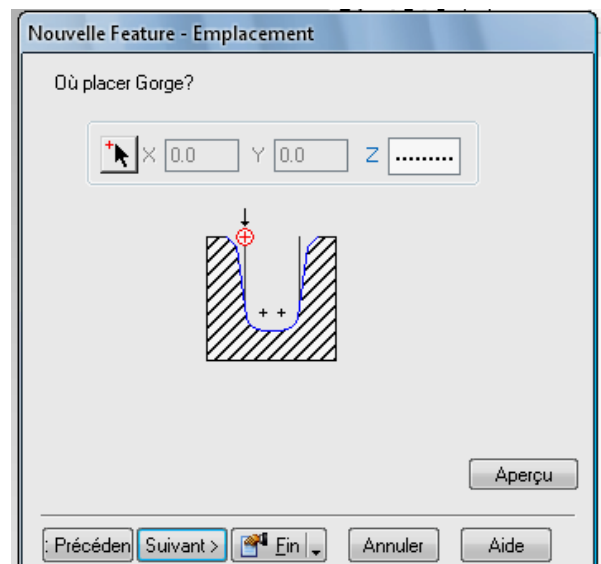 Nouvelle Feature - Emplacement
Où placer Gorge?
X 0.0 Y 0.0 Z .........
Aperçu
: Précéden Suivant > Fin Annuler Aide